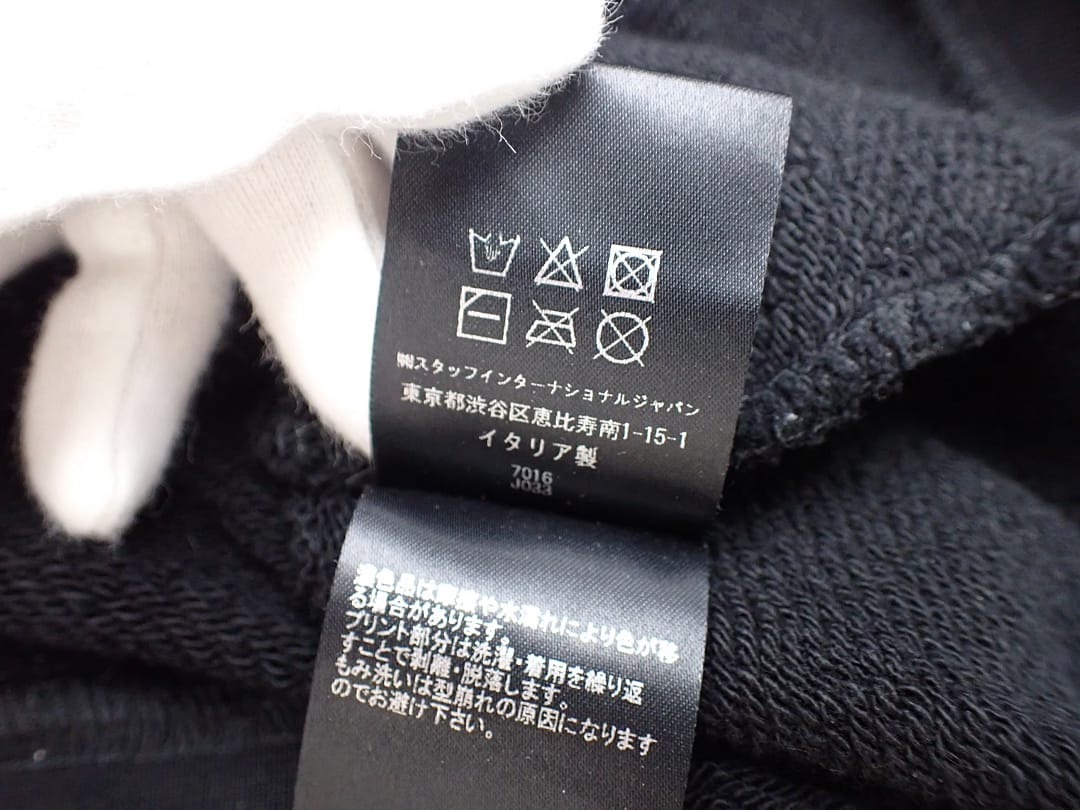 ㈱スタッフインターナショナルジャパン
東京都渋谷区恵比寿南1-15-1
イタリア製
7016
J033
濃色品は摩擦や水濡れにより色が移
る場合があります。
プリント部分は洗濯・着用を繰り返
すことで剥離・脱落します。
もみ洗いは型崩れの原因になります
のでお避け下さい。